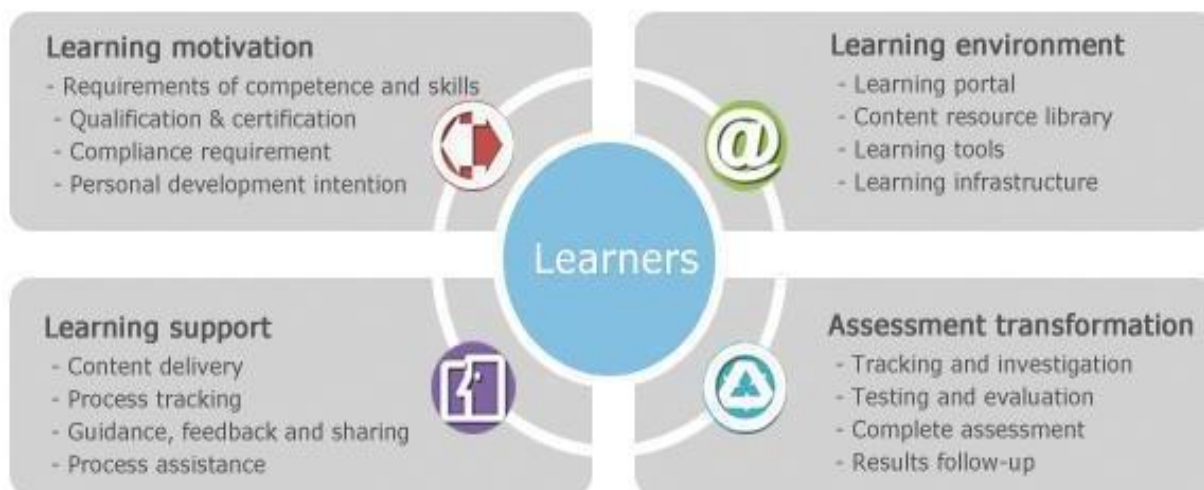 Learning motivation
- Requirements of competence and skills
- Qualification & certification
- Compliance requirement
- Personal development intention
Learning environment
- Learning portal
- Content resource library
- Learning tools
- Learning infrastructure
@
Learners
Learning support
- Content delivery
- Process tracking
- Guidance, feedback and sharing
- Process assistance
Assessment transformation
- Tracking and investigation
- Testing and evaluation
- Complete assessment
- Results follow-up